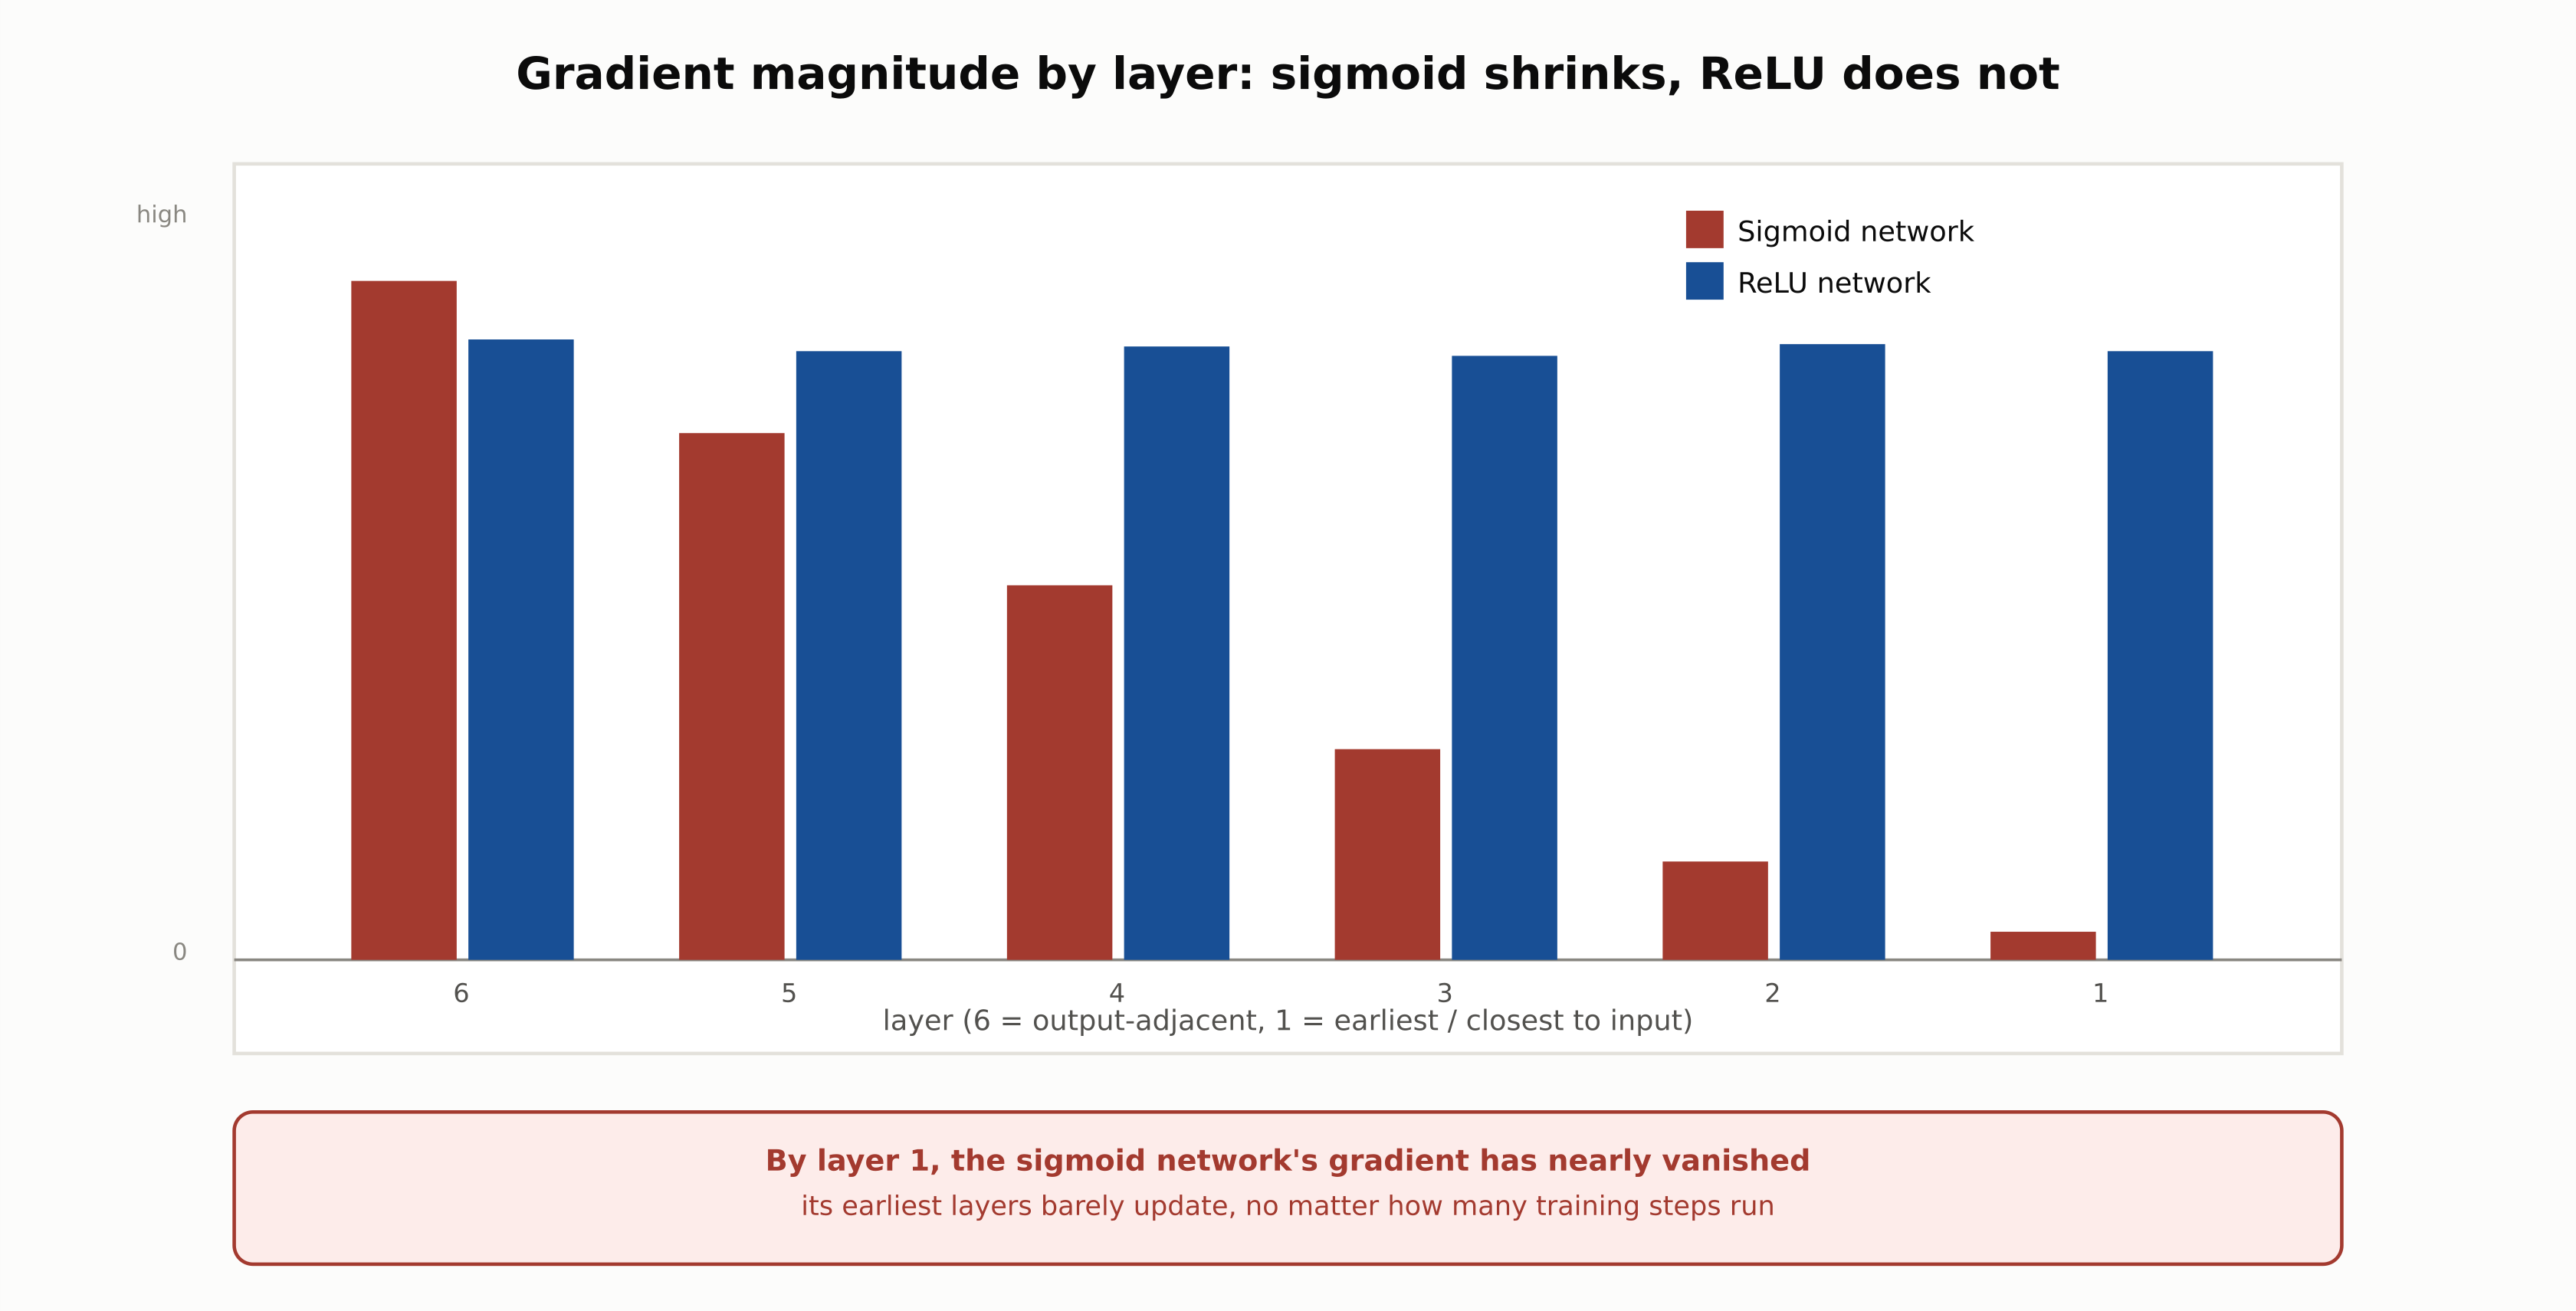 Gradient magnitude by layer: sigmoid shrinks, ReLU does not
high
Sigmoid network
ReLU network
0
6 5 4 3 2 1
layer (6 = output-adjacent, 1 = earliest / closest to input)
By layer 1, the sigmoid network's gradient has nearly vanished
its earliest layers barely update, no matter how many training steps run